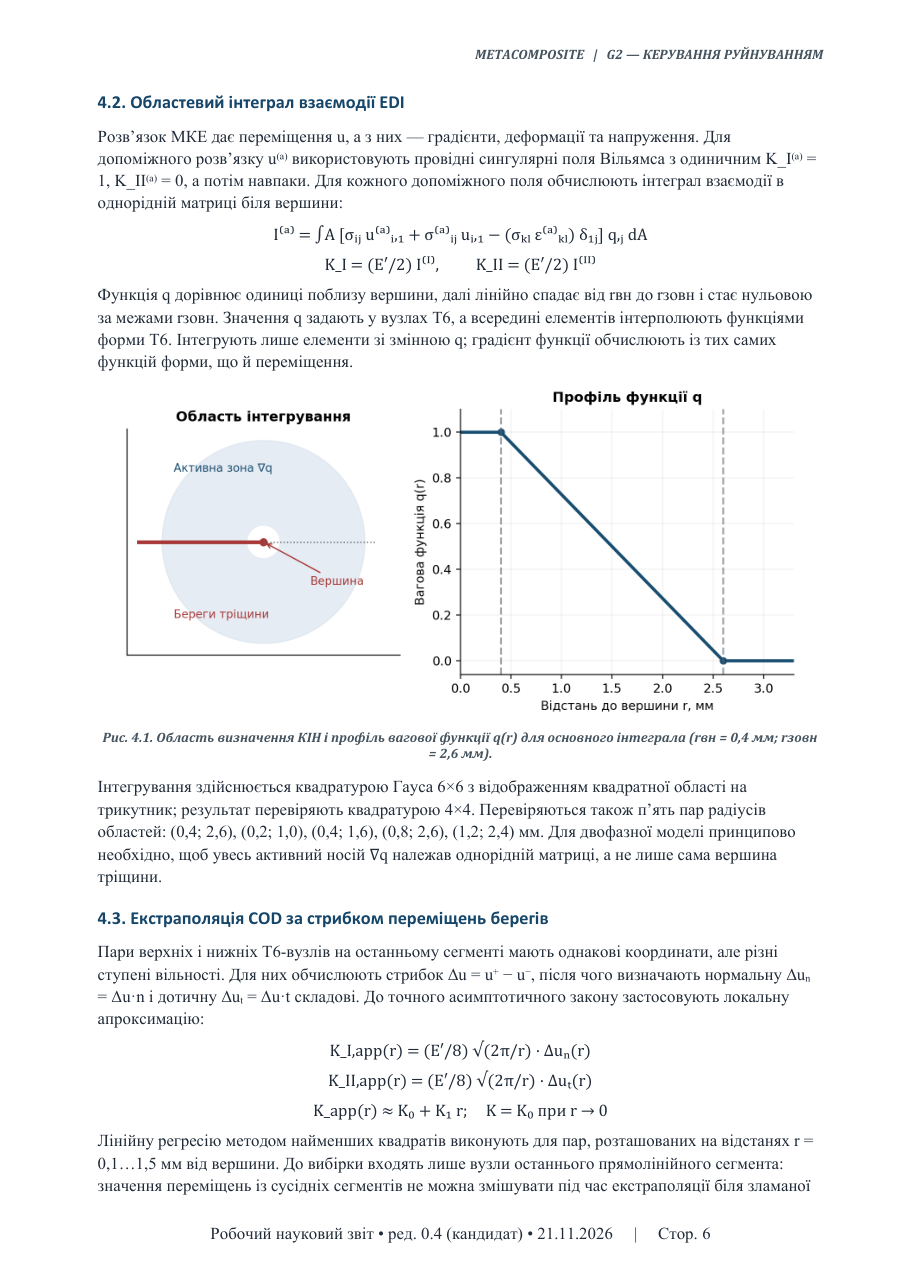 METACOMPOSITE | G2 — КЕРУВАННЯ РУЙНУВАННЯМ
4.2. Областевий інтеграл взаємодії EDI
Розв’язок МКЕ дає переміщення u, а з них — градієнти, деформації та напруження. Для
допоміжного розв’язку u⁽ᵃ⁾ використовують провідні сингулярні поля Вільямса з одиничним K_I⁽ᵃ⁾ =
1, K_II⁽ᵃ⁾ = 0, а потім навпаки. Для кожного допоміжного поля обчислюють інтеграл взаємодії в
однорідній матриці біля вершини:
I⁽ᵃ⁾ = ∫A [σᵢⱼ u⁽ᵃ⁾ᵢ,₁ + σ⁽ᵃ⁾ᵢⱼ uᵢ,₁ − (σₖₗ ε⁽ᵃ⁾ₖₗ) δ₁ⱼ] q,ⱼ dA
K_I = (E′/2) I⁽ᴵ⁾, K_II = (E′/2) I⁽ᴵᴵ⁾
Функція q дорівнює одиниці поблизу вершини, далі лінійно спадає від rвн до rзовн і стає нульовою
за межами rзовн. Значення q задають у вузлах T6, а всередині елементів інтерполюють функціями
форми T6. Інтегрують лише елементи зі змінною q; градієнт функції обчислюють із тих самих
функцій форми, що й переміщення.
Область інтегрування
Активна зона ∇q
Вершина
Береги тріщини
Профіль функції q
Вагова функція q(r)
1.0
0.8
0.6
0.4
0.2
0.0
0.0 0.5 1.0 1.5 2.0 2.5 3.0
Відстань до вершини r, мм
Рис. 4.1. Область визначення КІН і профіль вагової функції q(r) для основного інтеграла (rвн = 0,4 мм; rзовн
= 2,6 мм).
Інтегрування здійснюється квадратурою Гауса 6×6 з відображенням квадратної області на
трикутник; результат перевіряють квадратурою 4×4. Перевіряються також п’ять пар радіусів
областей: (0,4; 2,6), (0,2; 1,0), (0,4; 1,6), (0,8; 2,6), (1,2; 2,4) мм. Для двофазної моделі принципово
необхідно, щоб увесь активний носій ∇q належав однорідній матриці, а не лише сама вершина
тріщини.
4.3. Екстраполяція COD за стрибком переміщень берегів
Пари верхніх і нижніх T6-вузлів на останньому сегменті мають однакові координати, але різні
ступені вільності. Для них обчислюють стрибок Δu = u⁺ − u⁻, після чого визначають нормальну Δuₙ
= Δu·n і дотичну Δuₜ = Δu·t складові. До точного асимптотичного закону застосовують локальну
апроксимацію:
K_I,app(r) = (E′/8) √(2π/r) · Δuₙ(r)
K_II,app(r) = (E′/8) √(2π/r) · Δuₜ(r)
K_app(r) ≈ K₀ + K₁ r; K = K₀ при r → 0
Лінійну регресію методом найменших квадратів виконують для пар, розташованих на відстанях r =
0,1…1,5 мм від вершини. До вибірки входять лише вузли останнього прямолінійного сегмента:
значення переміщень із сусідніх сегментів не можна змішувати під час екстраполяції біля зламаної
Робочий науковий звіт • ред. 0.4 (кандидат) • 21.11.2026 | Стор. 6